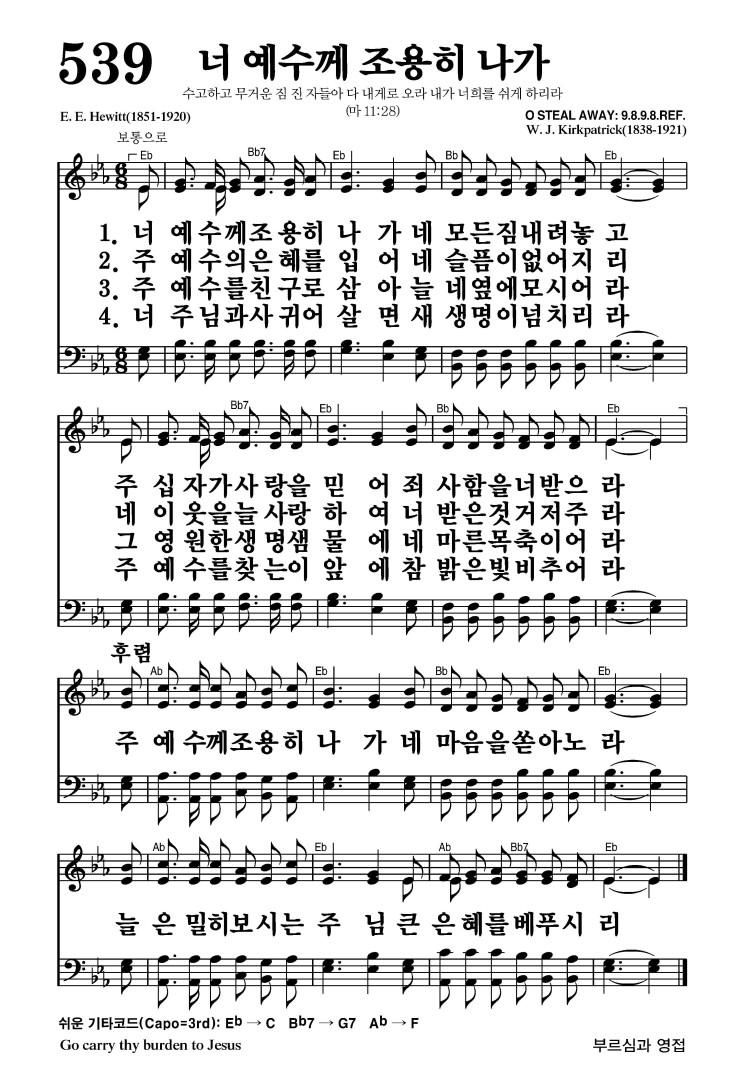 539 너 예수께 조용히 나가
수고하고 무거운 짐 진 자들아 다 내게로 오라 내가 너희를 쉬게 하리라
(마 11:28)
E. E. Hewitt(1851-1920) O STEAL AWAY: 9.8.9.8.REF.
W. J. Kirkpatrick(1838-1921)
보통으로
Eb Bb7 Eb Bb Eb
6 8
1. 너 예수께조용히 나 가네 모든짐내려놓 고
2. 주 예수의은혜를 입 어네 슬픔이없어지 리
3. 주 예수를친구로 삼 아늘 네옆에모시어 라
4. 너 주님과사귀어 살 면새 생명이넘치리 라
6 8
Bb7 Eb Bb Eb
주 십자가사랑을 믿 어죄 사함을너받으 라
네 이웃을늘사랑 하 여너 받은것거저주 라
그 영원한생명샘 물 에네 마른목축이어 라
주 예수를찾는이 앞 에참 밝은빛비추어 라
후렴
Ab Eb Bb Eb
주 예수께조용히 나 가네 마음을쏟아노 라
Ab Eb Ab Bb7 Eb
늘 은밀히보시는 주 님큰 은혜를베푸시 리
쉬운 기타코드(Capo=3rd): Eb → C Bb7 → G7 Ab → F
Go carry thy burden to Jesus 부르심과 영접